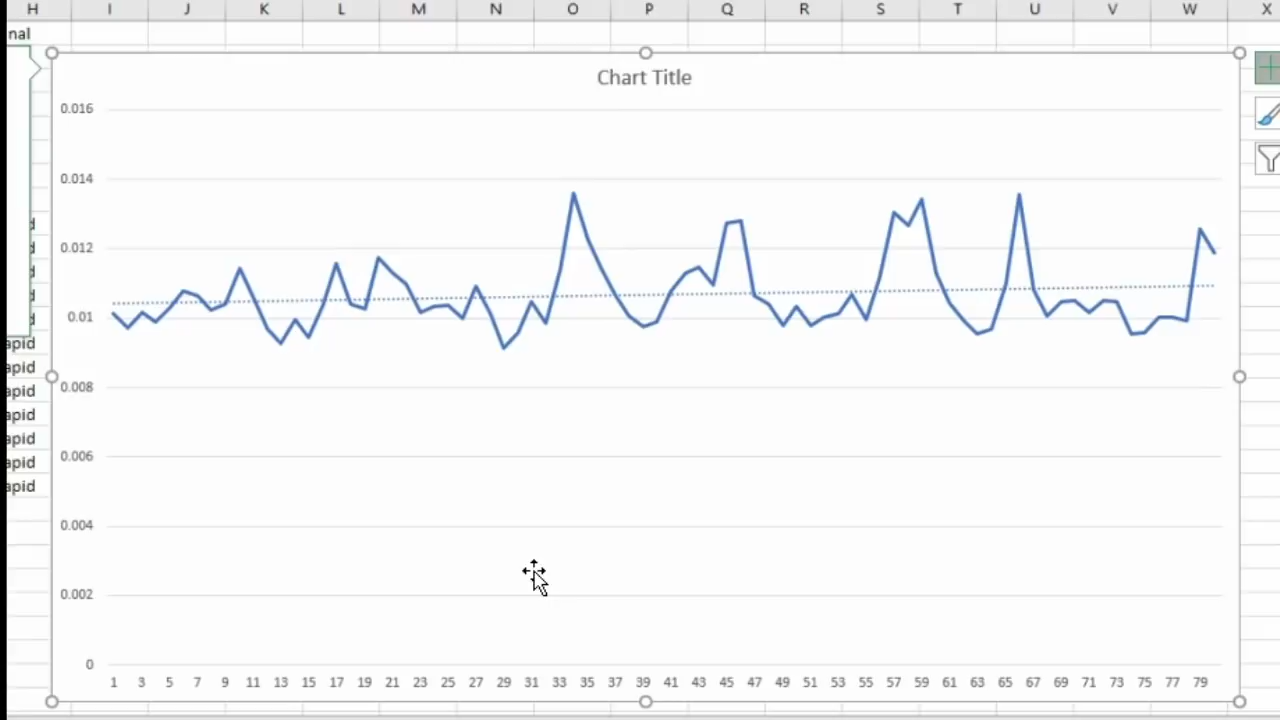 H I J K L M N O P Q R S T U V W X
nal
Chart Title
0.016
0.014
0.012
0.01
0.008
0.006
0.004
0.002
0
d
d
d
d
d
apid
apid
apid
apid
apid
apid
apid
1 3 5 7 9 11 13 15 17 19 21 23 25 27 29 31 33 35 37 39 41 43 45 47 49 51 53 55 57 59 61 63 65 67 69 71 73 75 77 79